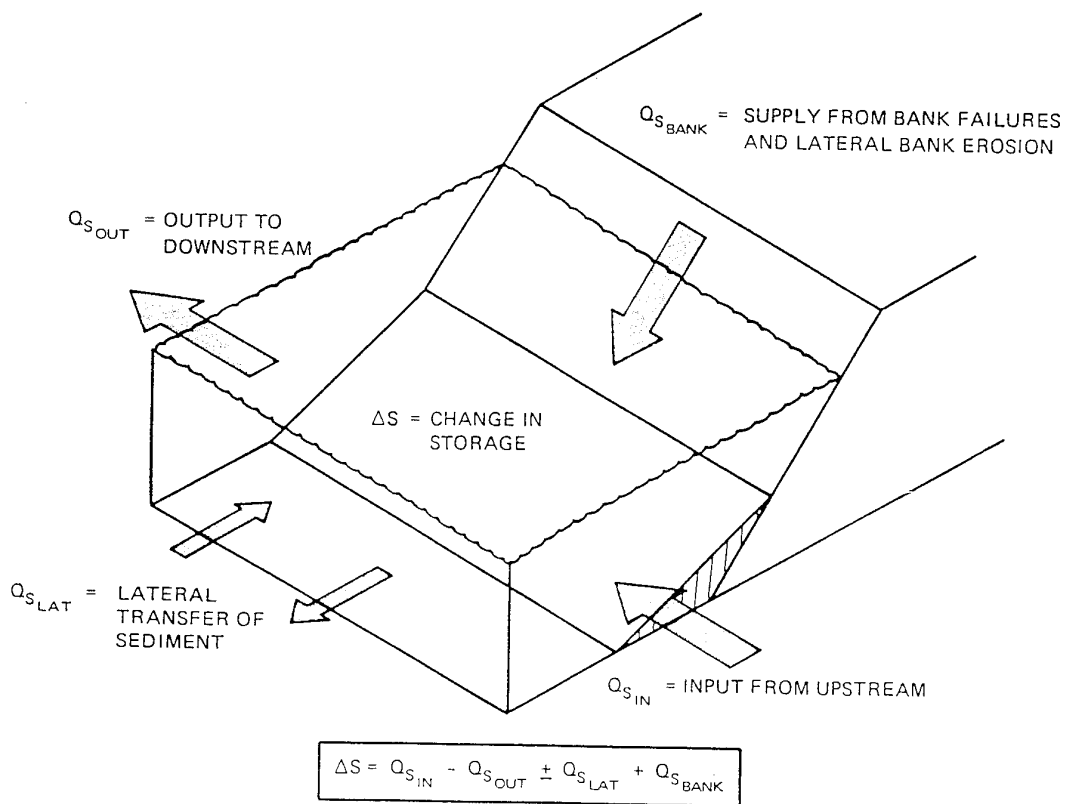 Q_S_BANK = SUPPLY FROM BANK FAILURES
AND LATERAL BANK EROSION
Q_S_OUT = OUTPUT TO
DOWNSTREAM
ΔS = CHANGE IN
STORAGE
Q_S_LAT = LATERAL
TRANSFER OF
SEDIMENT
Q_S_IN = INPUT FROM UPSTREAM
ΔS = Q_S_IN - Q_S_OUT ± Q_S_LAT + Q_S_BANK